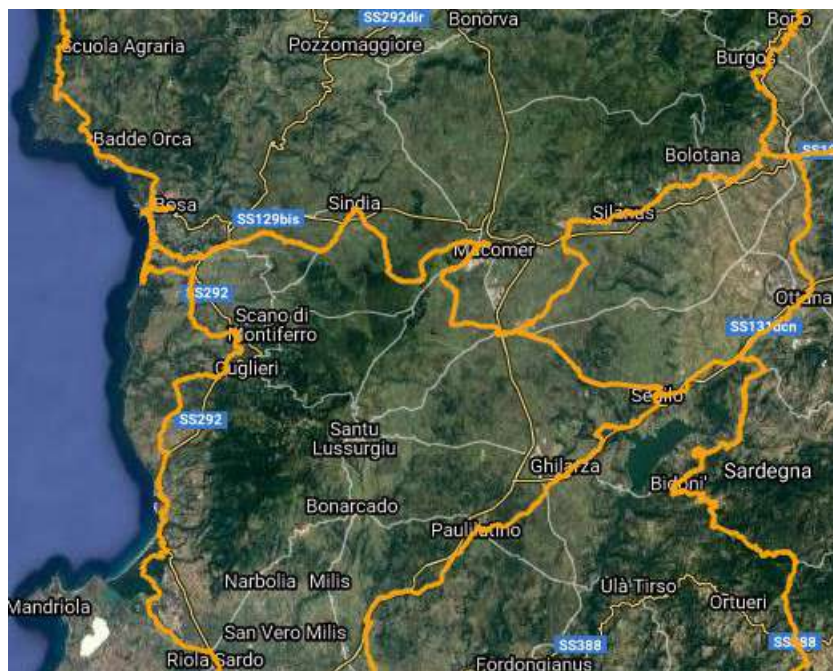 SS292dir
Bonorva
Bono
Scuola Agraria
Pozzomaggiore
Burgos
Badde Orca
Bolotana
Bosa
Sindia
Silanus
SS129bis
Macomer
Ottana
SS292
Scano di
Montiferro
SS131dcn
Cuglieri
Sedilo
SS292
Santu
Lussurgiu
Ghilarza
Sardegna
Bidoni'
Bonarcado
Paulilatino
Narbolia
Milis
Ulà Tirso
Mandriola
Ortueri
San Vero Milis
SS388
Riola Sardo
Fordongianus